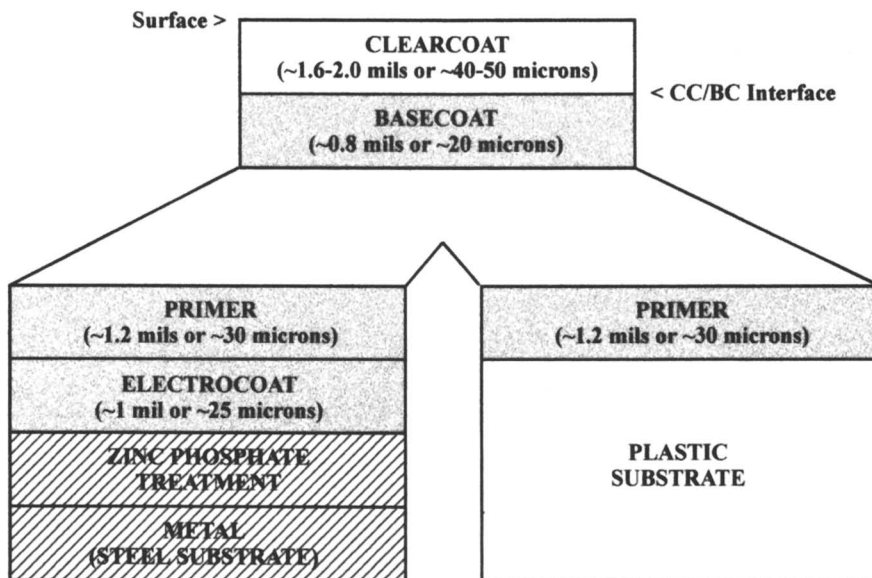 Surface >
CLEARCOAT
(~1.6-2.0 mils or ~40-50 microns)
< CC/BC Interface
BASECOAT
(~0.8 mils or ~20 microns)
PRIMER
(~1.2 mils or ~30 microns)
ELECTROCOAT
(~1 mil or ~25 microns)
ZINC PHOSPHATE
TREATMENT
METAL
(STEEL SUBSTRATE)
PRIMER
(~1.2 mils or ~30 microns)
PLASTIC
SUBSTRATE